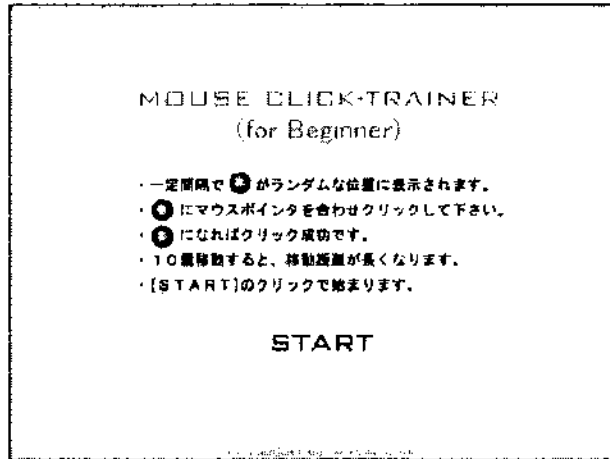 MOUSE CLICK・TRAINER
(for Beginner)
・一定間隔で がランダムな位置に表示されます。
・ にマウスポインタを合わせクリックして下さい。
・ になればクリック成功です。
・10回移動すると、移動距離が長くなります。
・[START]のクリックで始まります。
START